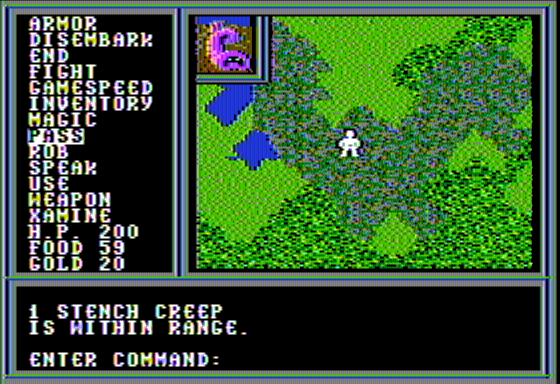 ARMOR
DISEMBARK
END
FIGHT
GAMESPEED
INVENTORY
MAGIC
PASS
ROB
SPEAK
USE
WEAPON
XAMINE
H.P. 200
FOOD 59
GOLD 20
1 STENCH CREEP
IS WITHIN RANGE.
ENTER COMMAND: